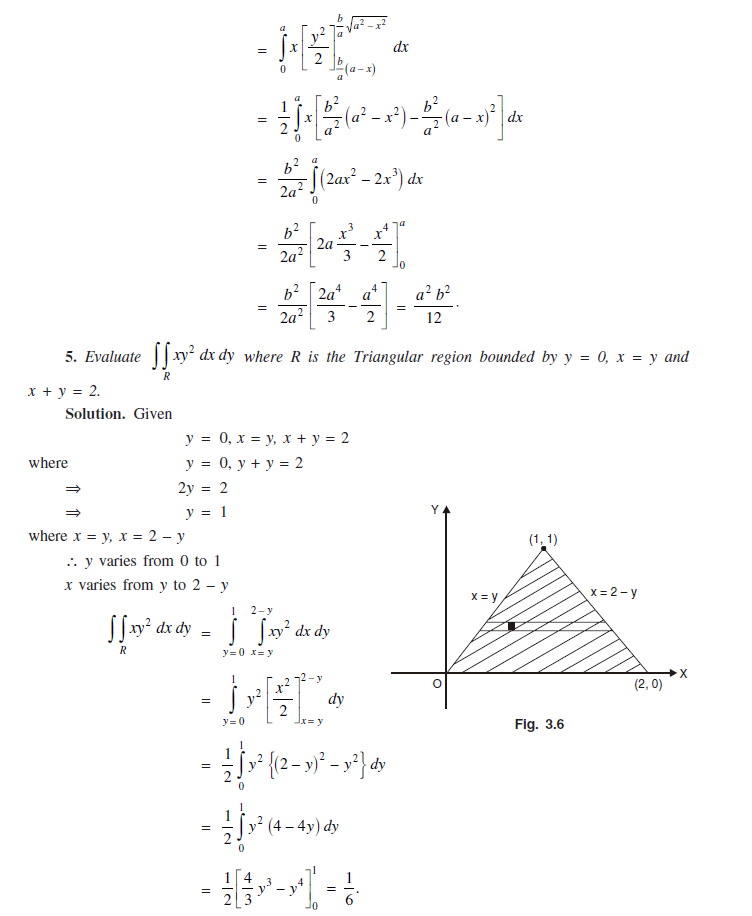 = \int_0^a x \left[ \frac{y^2}{2} \right]_{\frac{b}{a}(a-x)}^{\frac{b}{a}\sqrt{a^2-x^2}} dx
= \frac{1}{2} \int_0^a x \left[ \frac{b^2}{a^2}(a^2 - x^2) - \frac{b^2}{a^2}(a - x)^2 \right] dx
= \frac{b^2}{2a^2} \int_0^a (2ax^2 - 2x^3) dx
= \frac{b^2}{2a^2} \left[ 2a \frac{x^3}{3} - \frac{x^4}{2} \right]_0^a
= \frac{b^2}{2a^2} \left[ \frac{2a^4}{3} - \frac{a^4}{2} \right] = \frac{a^2 b^2}{12}.
5. Evaluate \iint_R xy^2 dx dy where R is the Triangular region bounded by y = 0, x = y and
x + y = 2.
Solution. Given
y = 0, x = y, x + y = 2
where y = 0, y + y = 2
⇒ 2y = 2
⇒ y = 1
where x = y, x = 2 – y
∴ y varies from 0 to 1
x varies from y to 2 – y
\iint_R xy^2 dx dy = \int_{y=0}^{1} \int_{x=y}^{2-y} xy^2 dx dy
= \int_{y=0}^{1} y^2 \left[ \frac{x^2}{2} \right]_{x=y}^{2-y} dy
= \frac{1}{2} \int_0^1 y^2 \{(2 - y)^2 - y^2\} dy
= \frac{1}{2} \int_0^1 y^2 (4 - 4y) dy
= \frac{1}{2} \left[ \frac{4}{3} y^3 - y^4 \right]_0^1 = \frac{1}{6}.
Y
(1, 1)
x = y
x = 2 – y
O
(2, 0)
X
Fig. 3.6